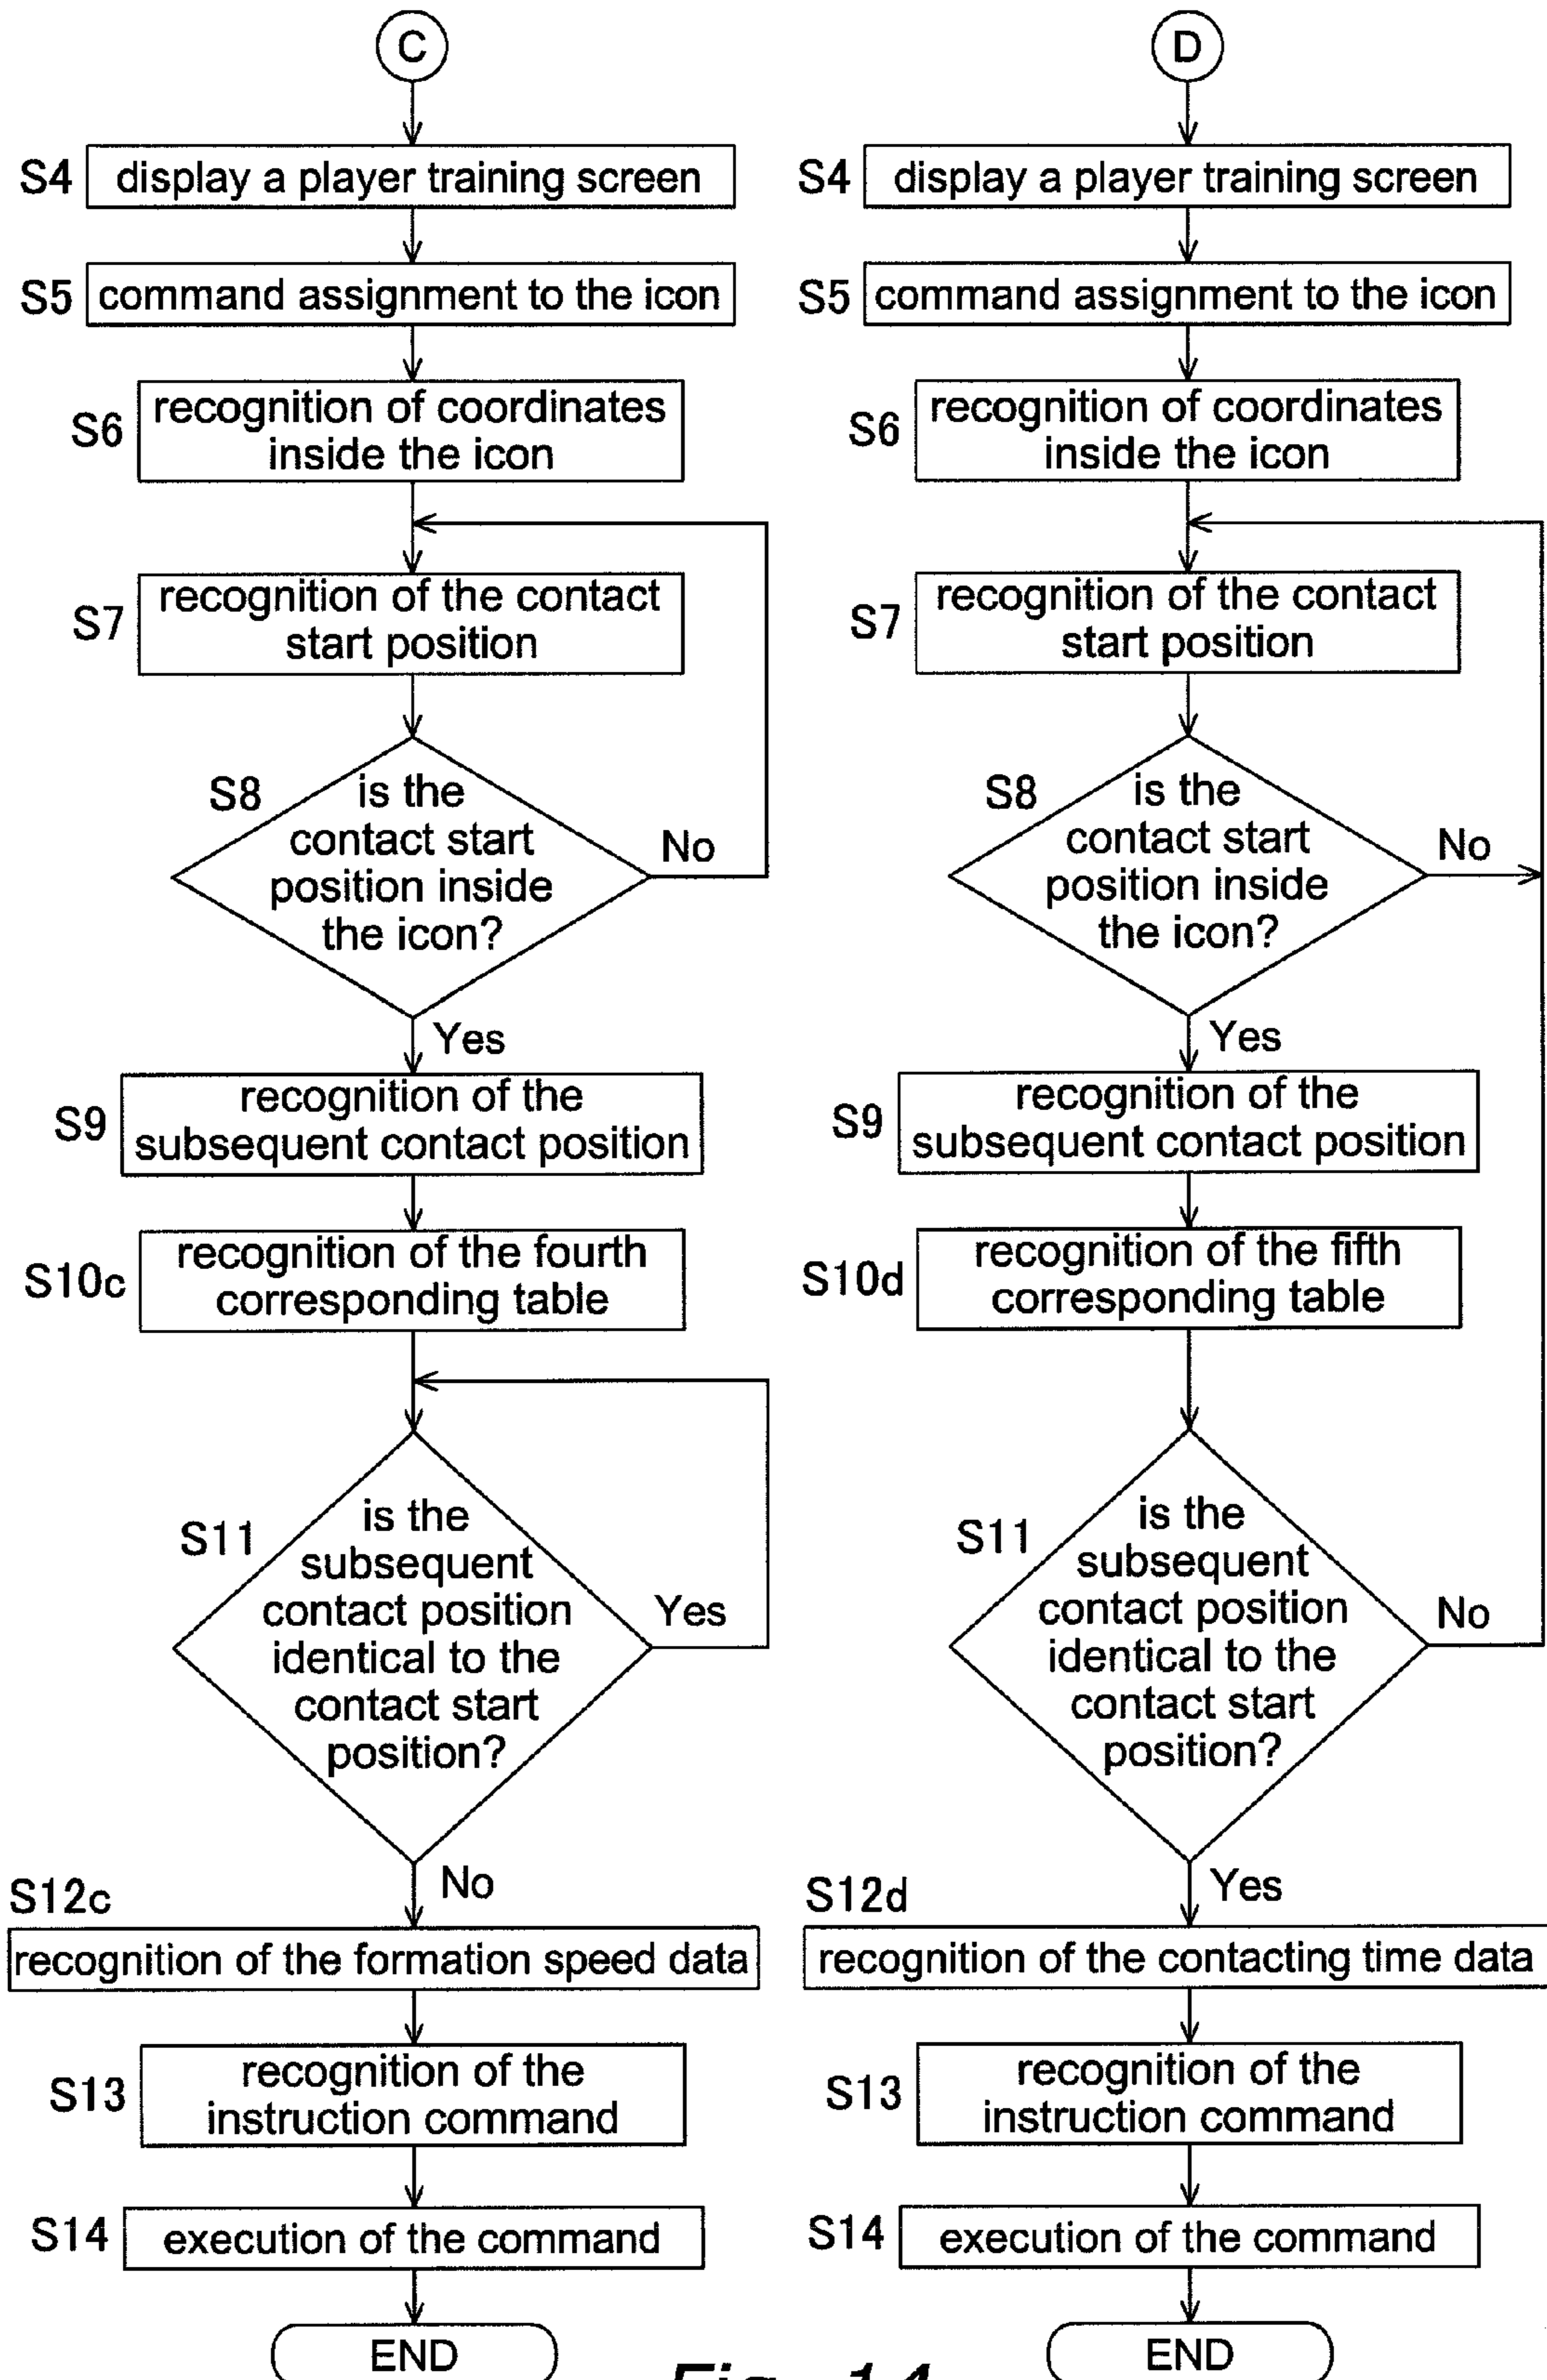 C
S4
display a player training screen
S5
command assignment to the icon
S6
recognition of coordinates
inside the icon
S7
recognition of the contact
start position
S8
is the
contact start
position inside
the icon?
No
Yes
S9
recognition of the
subsequent contact position
S10c
recognition of the fourth
corresponding table
S11
is the
subsequent
contact position
identical to the
contact start
position?
Yes
No
S12c
recognition of the formation speed data
S13
recognition of the
instruction command
S14
execution of the command
END
D
S4
display a player training screen
S5
command assignment to the icon
S6
recognition of coordinates
inside the icon
S7
recognition of the contact
start position
S8
is the
contact start
position inside
the icon?
No
Yes
S9
recognition of the
subsequent contact position
S10d
recognition of the fifth
corresponding table
S11
is the
subsequent
contact position
identical to the
contact start
position?
No
Yes
S12d
recognition of the contacting time data
S13
recognition of the
instruction command
S14
execution of the command
END
Fig. 14